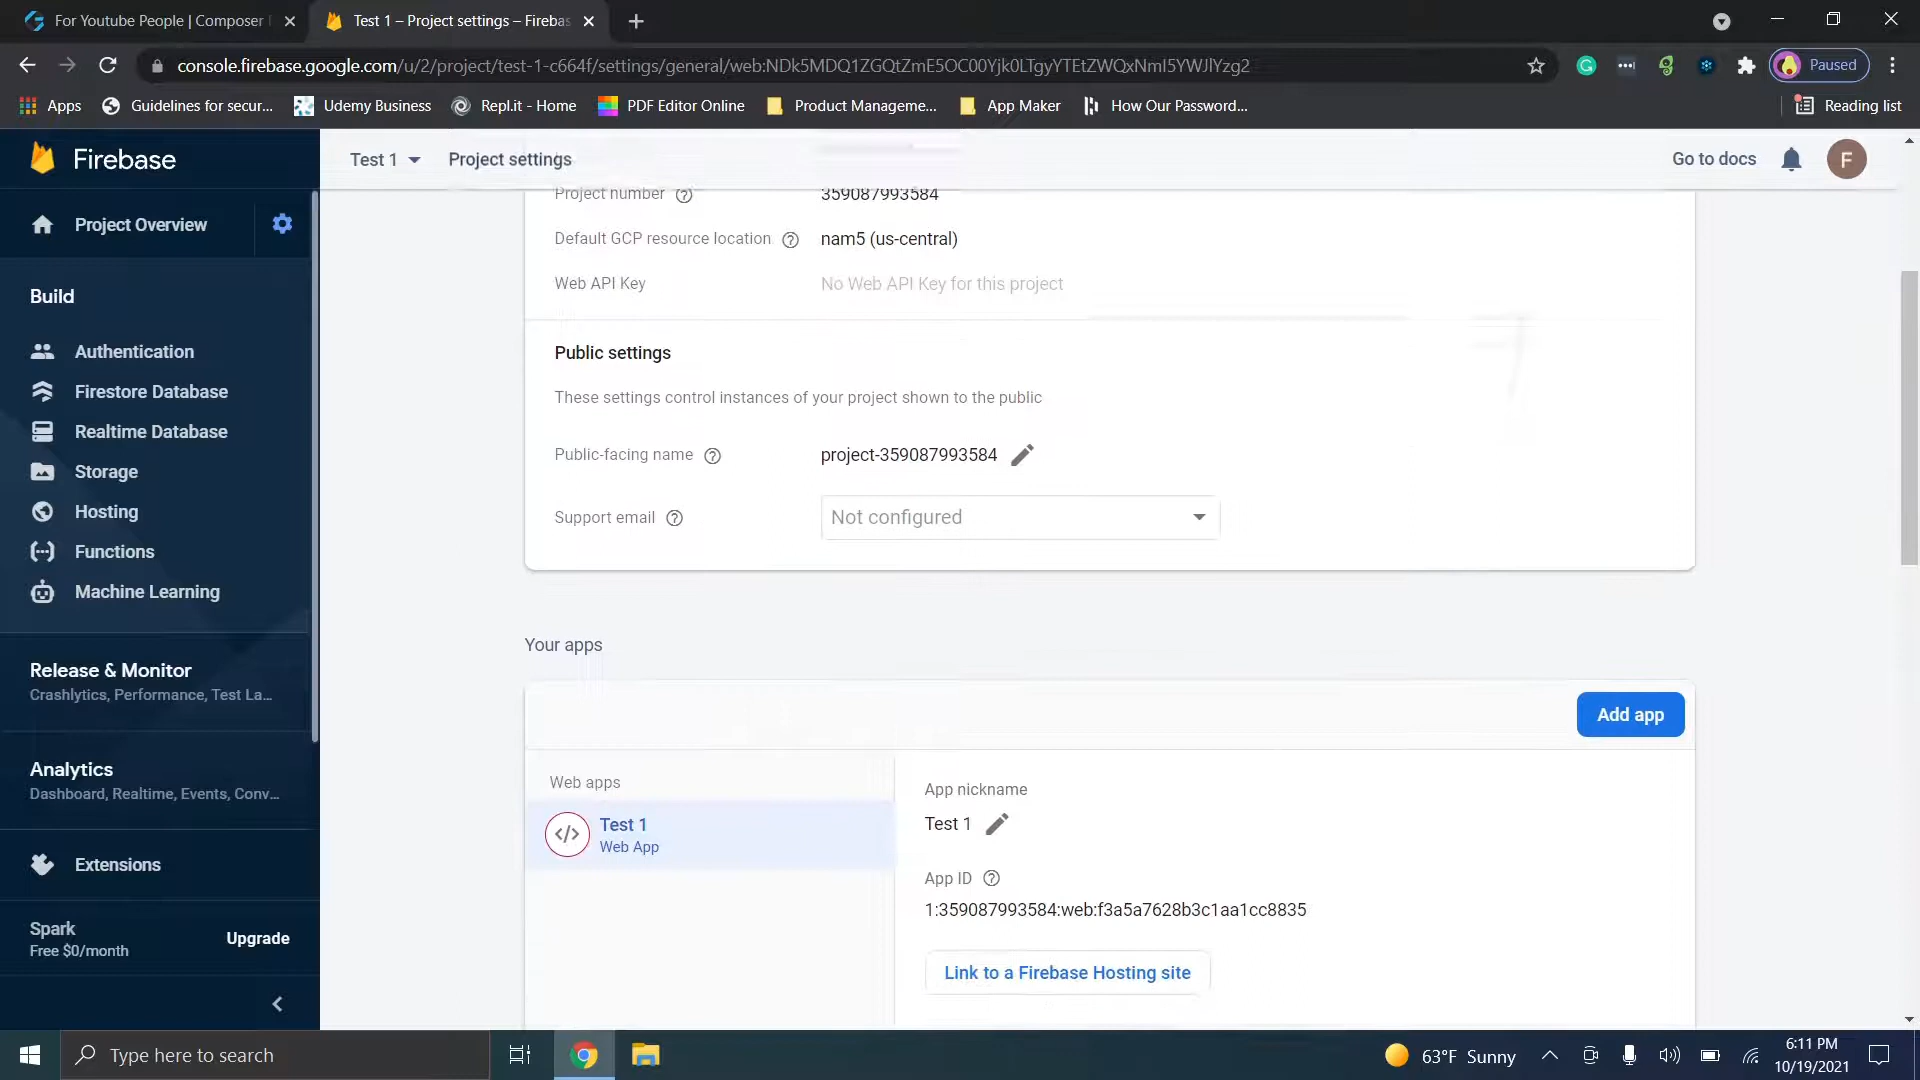 For Youtube People | Composer
Test 1 – Project settings – Fireba
console.firebase.google.com/u/2/project/test-1-c664f/settings/general/web:NDk5MDQ1ZGQtZmE5OC00Yjk0LTgyYTEtZWQxNmI5YWJlYzg2
Paused
Apps
Guidelines for secur...
Udemy Business
Repl.it - Home
PDF Editor Online
Product Manageme...
App Maker
How Our Password...
Reading list
Firebase
Test 1
Project settings
Go to docs
F
Project Overview
Project number
359087993584
Default GCP resource location
nam5 (us-central)
Web API Key
No Web API Key for this project
Build
Authentication
Firestore Database
Realtime Database
Storage
Hosting
Functions
Machine Learning
Public settings
These settings control instances of your project shown to the public
Public-facing name
project-359087993584
Support email
Not configured
Release & Monitor
Crashlytics, Performance, Test La...
Analytics
Dashboard, Realtime, Events, Conv...
Extensions
Spark
Free $0/month
Upgrade
Your apps
Add app
Web apps
Test 1
Web App
App nickname
Test 1
App ID
1:359087993584:web:f3a5a7628b3c1aa1cc8835
Link to a Firebase Hosting site
Type here to search
63°F Sunny
6:11 PM
10/19/2021